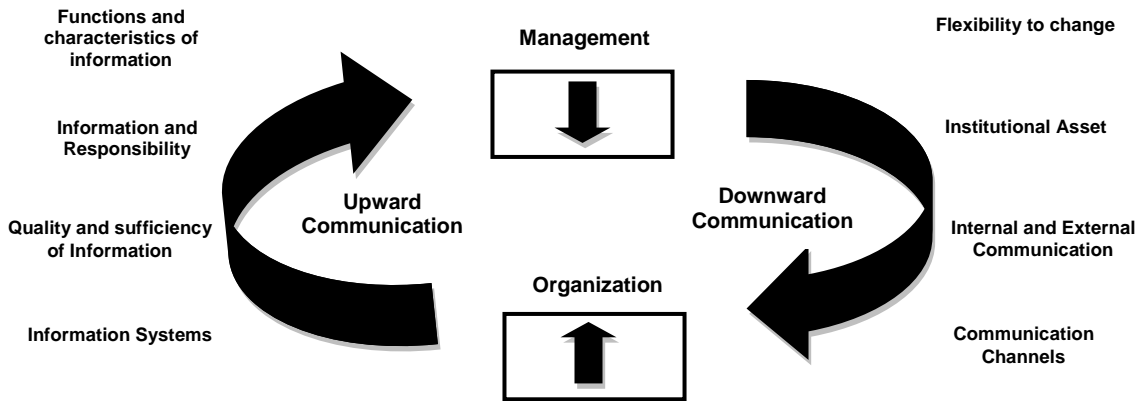 Functions and
characteristics of
information
Information and
Responsibility
Quality and sufficiency
of Information
Information Systems
Management
Upward
Communication
Downward
Communication
Organization
Flexibility to change
Institutional Asset
Internal and External
Communication
Communication
Channels